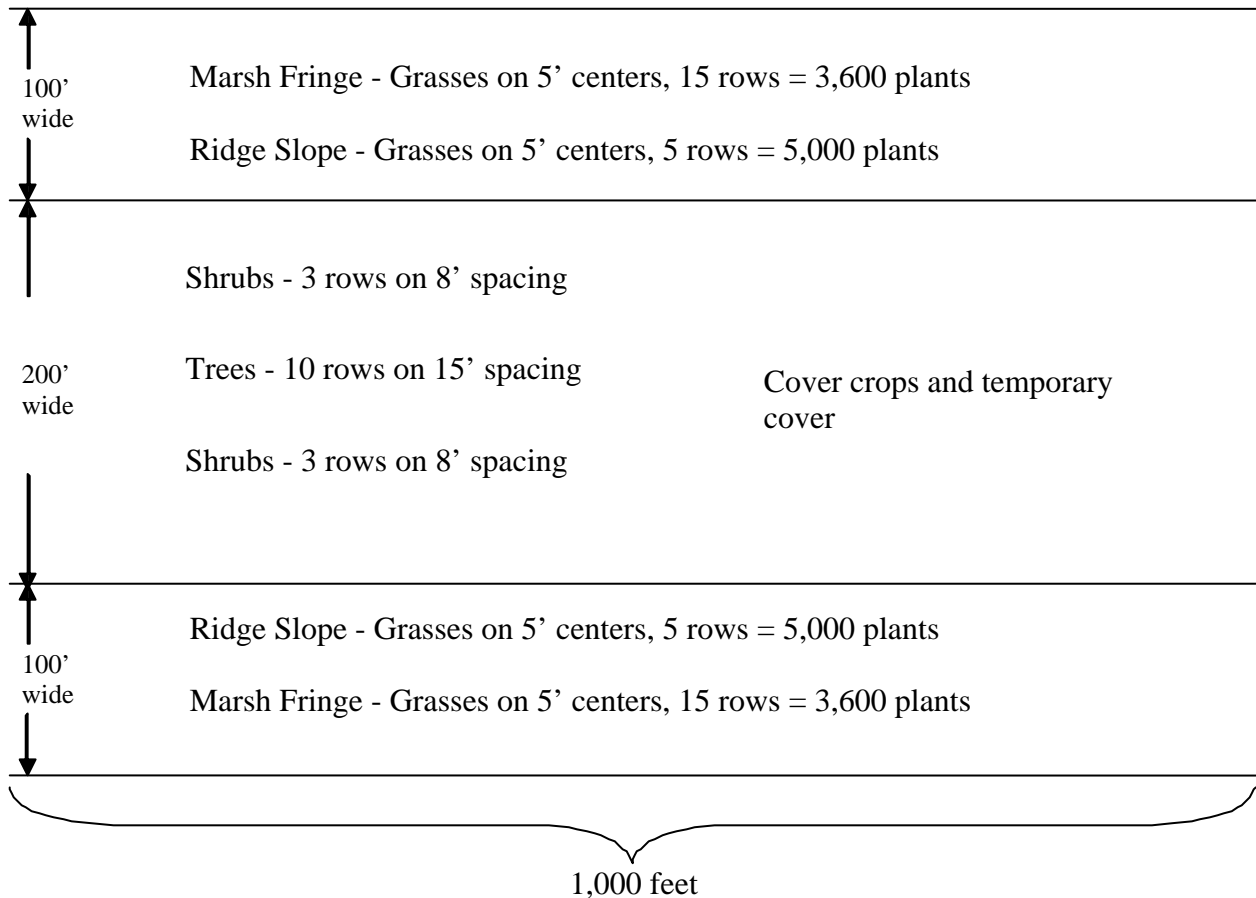 100’
wide
Marsh Fringe - Grasses on 5’ centers, 15 rows = 3,600 plants
Ridge Slope - Grasses on 5’ centers, 5 rows = 5,000 plants
200’
wide
Shrubs - 3 rows on 8’ spacing
Trees - 10 rows on 15’ spacing
Shrubs - 3 rows on 8’ spacing
Cover crops and temporary
cover
100’
wide
Ridge Slope - Grasses on 5’ centers, 5 rows = 5,000 plants
Marsh Fringe - Grasses on 5’ centers, 15 rows = 3,600 plants
1,000 feet